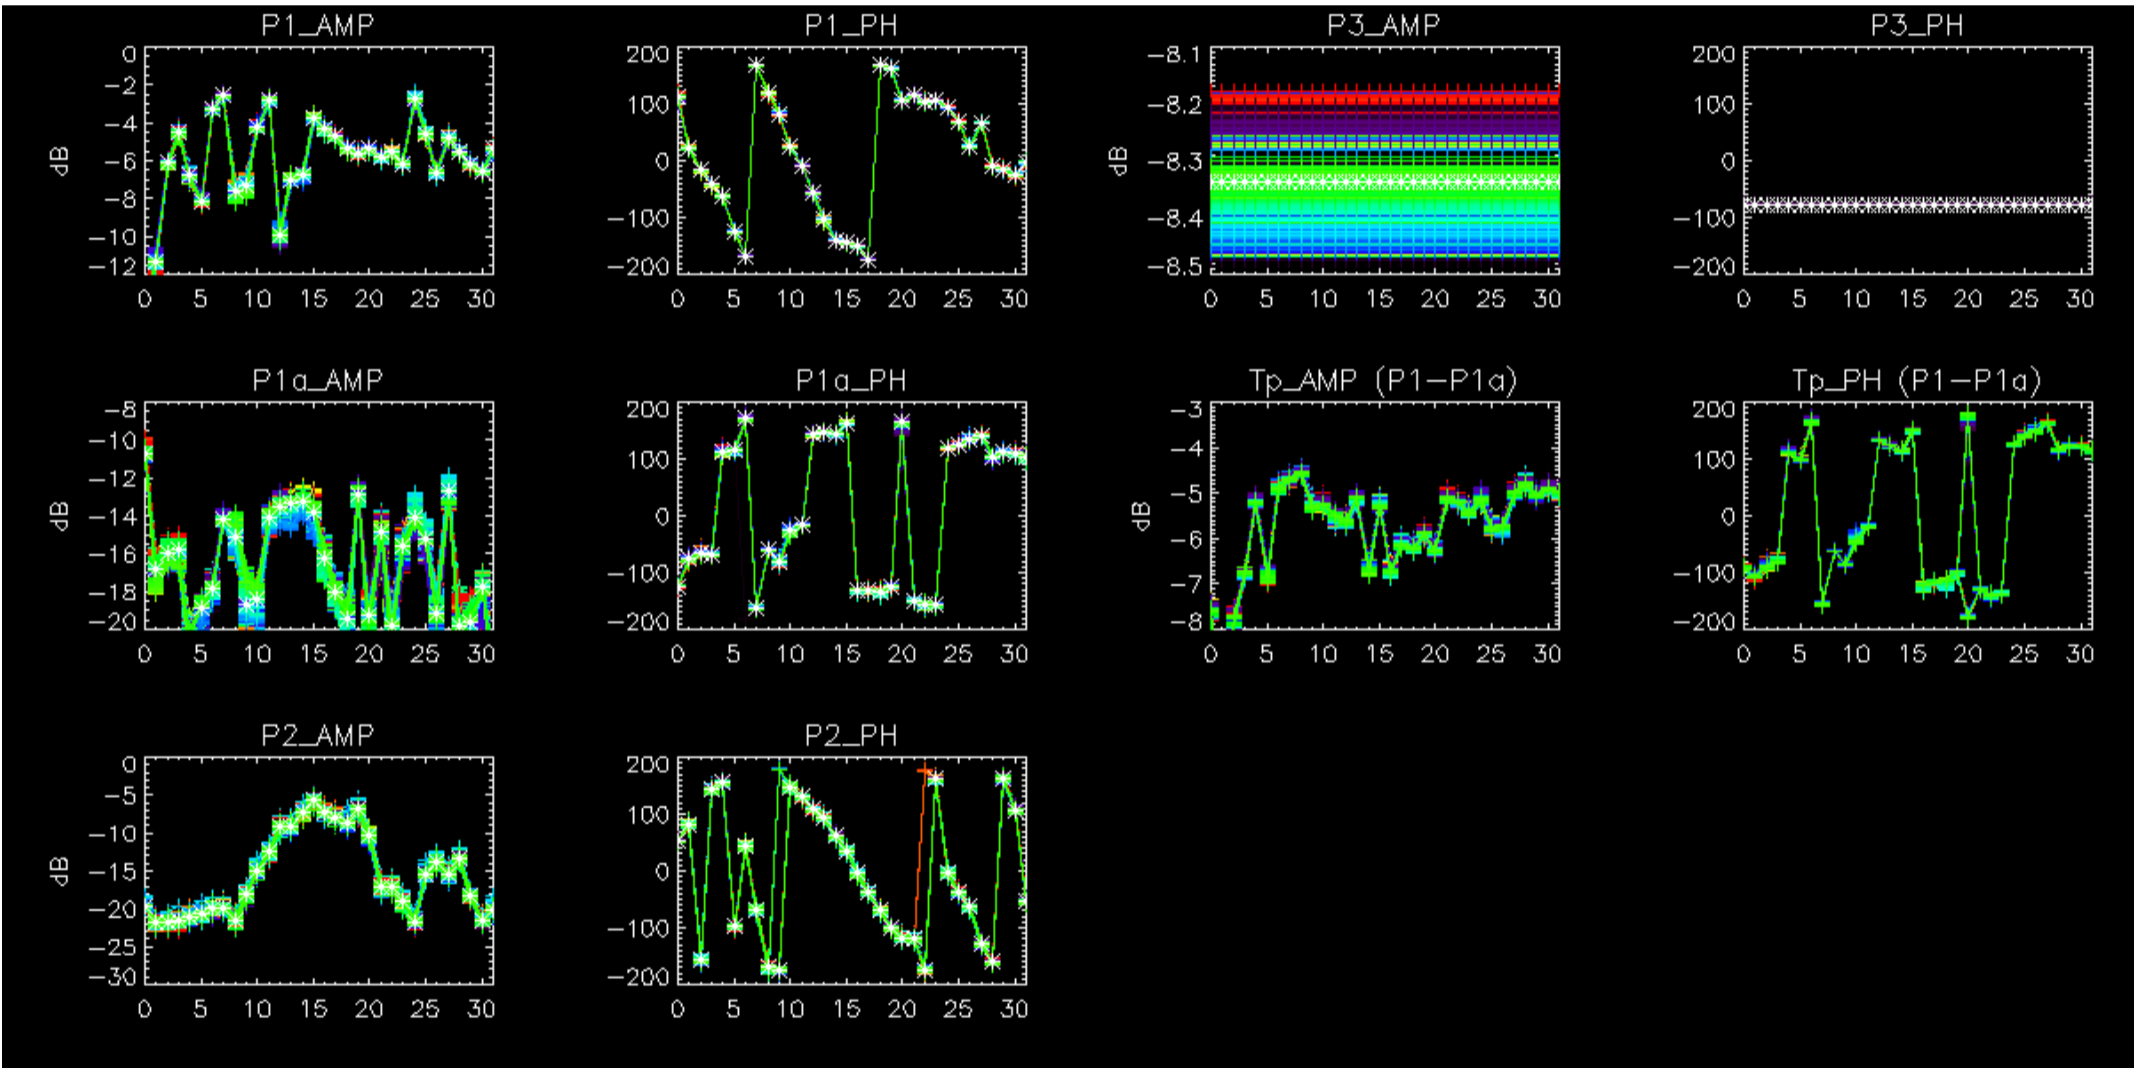 P1_AMP
0
−2
−4
−6
−8
−10
−12
dB
0 5 10 15 20 25 30
P1_PH
200
100
0
−100
−200
0 5 10 15 20 25 30
P3_AMP
−8.1
−8.2
−8.3
−8.4
−8.5
dB
0 5 10 15 20 25 30
P3_PH
200
100
0
−100
−200
0 5 10 15 20 25 30
P1a_AMP
−8
−10
−12
−14
−16
−18
−20
dB
0 5 10 15 20 25 30
P1a_PH
200
100
0
−100
−200
0 5 10 15 20 25 30
Tp_AMP (P1−P1a)
−3
−4
−5
−6
−7
−8
dB
0 5 10 15 20 25 30
Tp_PH (P1−P1a)
200
100
0
−100
−200
0 5 10 15 20 25 30
P2_AMP
0
−5
−10
−15
−20
−25
−30
dB
0 5 10 15 20 25 30
P2_PH
200
100
0
−100
−200
0 5 10 15 20 25 30